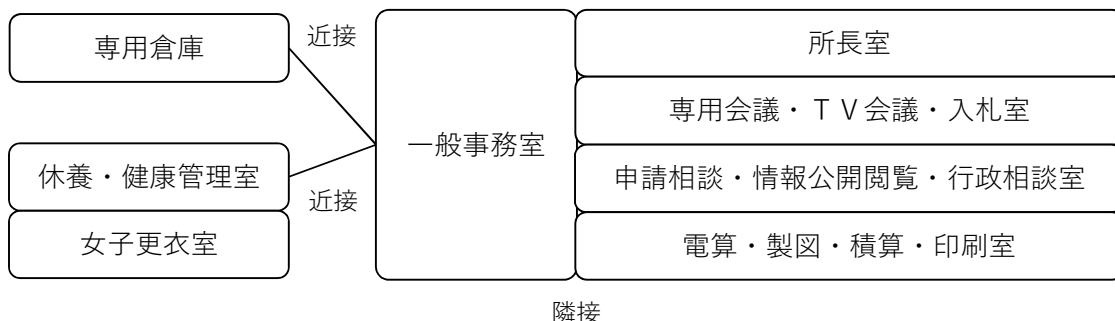 専用倉庫
近接
一般事務室
所長室
専用会議・ＴＶ会議・入札室
休養・健康管理室
申請相談・情報公開閲覧・行政相談室
近接
女子更衣室
電算・製図・積算・印刷室
隣接